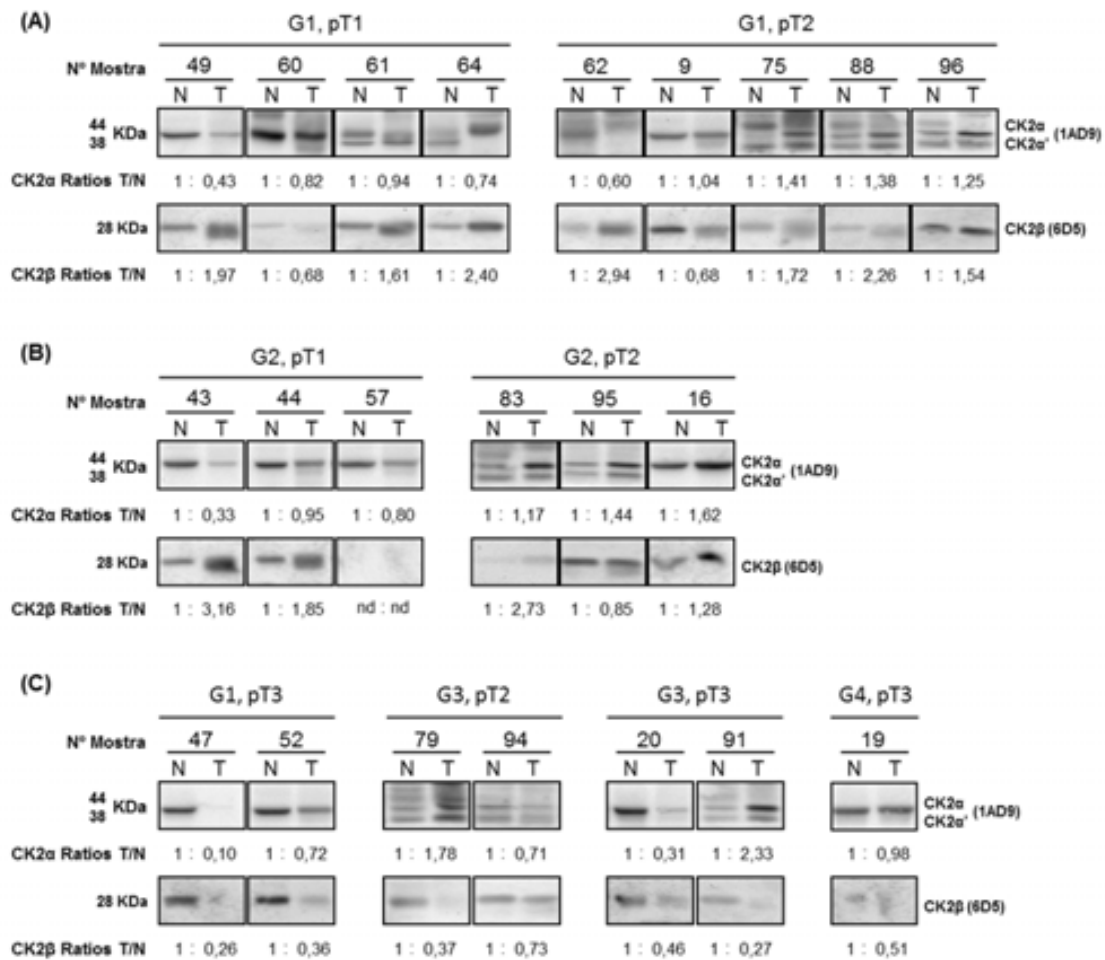 (A)
G1, pT1 G1, pT2
Nº Mostra 49 60 61 64 62 9 75 88 96
N T N T N T N T N T N T N T N T N T
44 KDa CK2α (1AD9)
38 CK2α'
CK2α Ratios T/N 1 : 0,43 1 : 0,82 1 : 0,94 1 : 0,74 1 : 0,60 1 : 1,04 1 : 1,41 1 : 1,38 1 : 1,25
28 KDa CK2β (6D5)
CK2β Ratios T/N 1 : 1,97 1 : 0,68 1 : 1,61 1 : 2,40 1 : 2,94 1 : 0,68 1 : 1,72 1 : 2,26 1 : 1,54
(B)
G2, pT1 G2, pT2
Nº Mostra 43 44 57 83 95 16
N T N T N T N T N T N T
44 KDa CK2α (1AD9)
38 CK2α'
CK2α Ratios T/N 1 : 0,33 1 : 0,95 1 : 0,80 1 : 1,17 1 : 1,44 1 : 1,62
28 KDa CK2β (6D5)
CK2β Ratios T/N 1 : 3,16 1 : 1,85 nd : nd 1 : 2,73 1 : 0,85 1 : 1,28
(C)
G1, pT3 G3, pT2 G3, pT3 G4, pT3
Nº Mostra 47 52 79 94 20 91 19
N T N T N T N T N T N T N T
44 KDa CK2α (1AD9)
38 CK2α'
CK2α Ratios T/N 1 : 0,10 1 : 0,72 1 : 1,78 1 : 0,71 1 : 0,31 1 : 2,33 1 : 0,98
28 KDa CK2β (6D5)
CK2β Ratios T/N 1 : 0,26 1 : 0,36 1 : 0,37 1 : 0,73 1 : 0,46 1 : 0,27 1 : 0,51